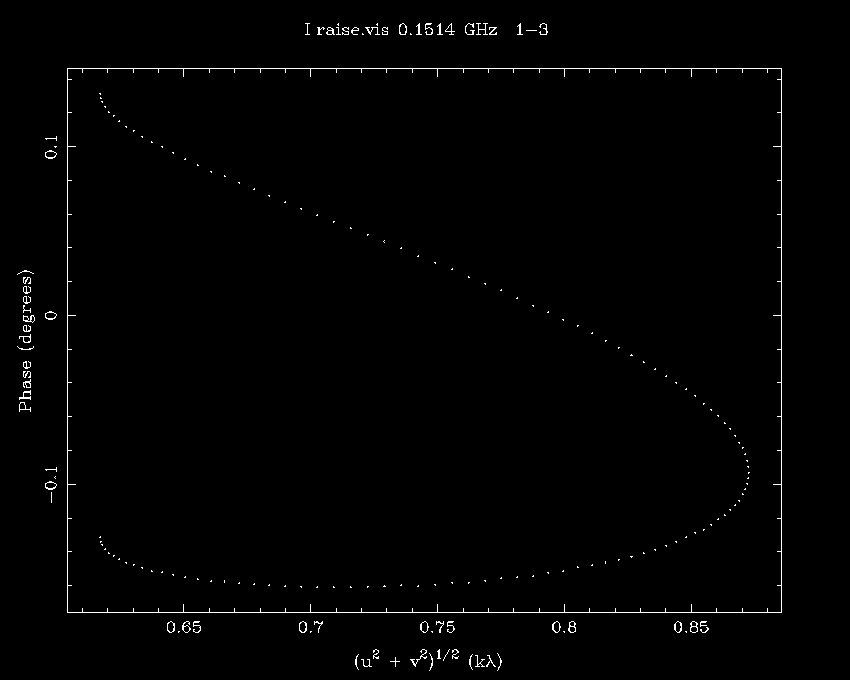 I raise.vis 0.1514 GHz 1−3
0.1
0
−0.1
Phase (degrees)
0.65 0.7 0.75 0.8 0.85
(u² + v²)¹/² (kλ)